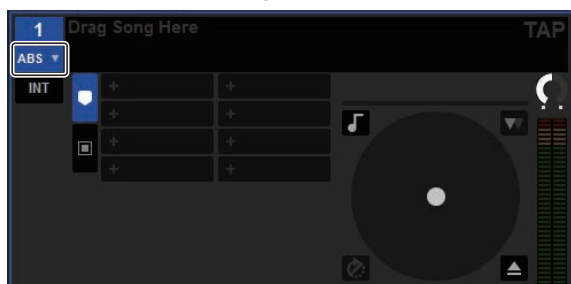 1 Drag Song Here TAP
ABS ▼
INT
+ +
+ +
+ +
+ +